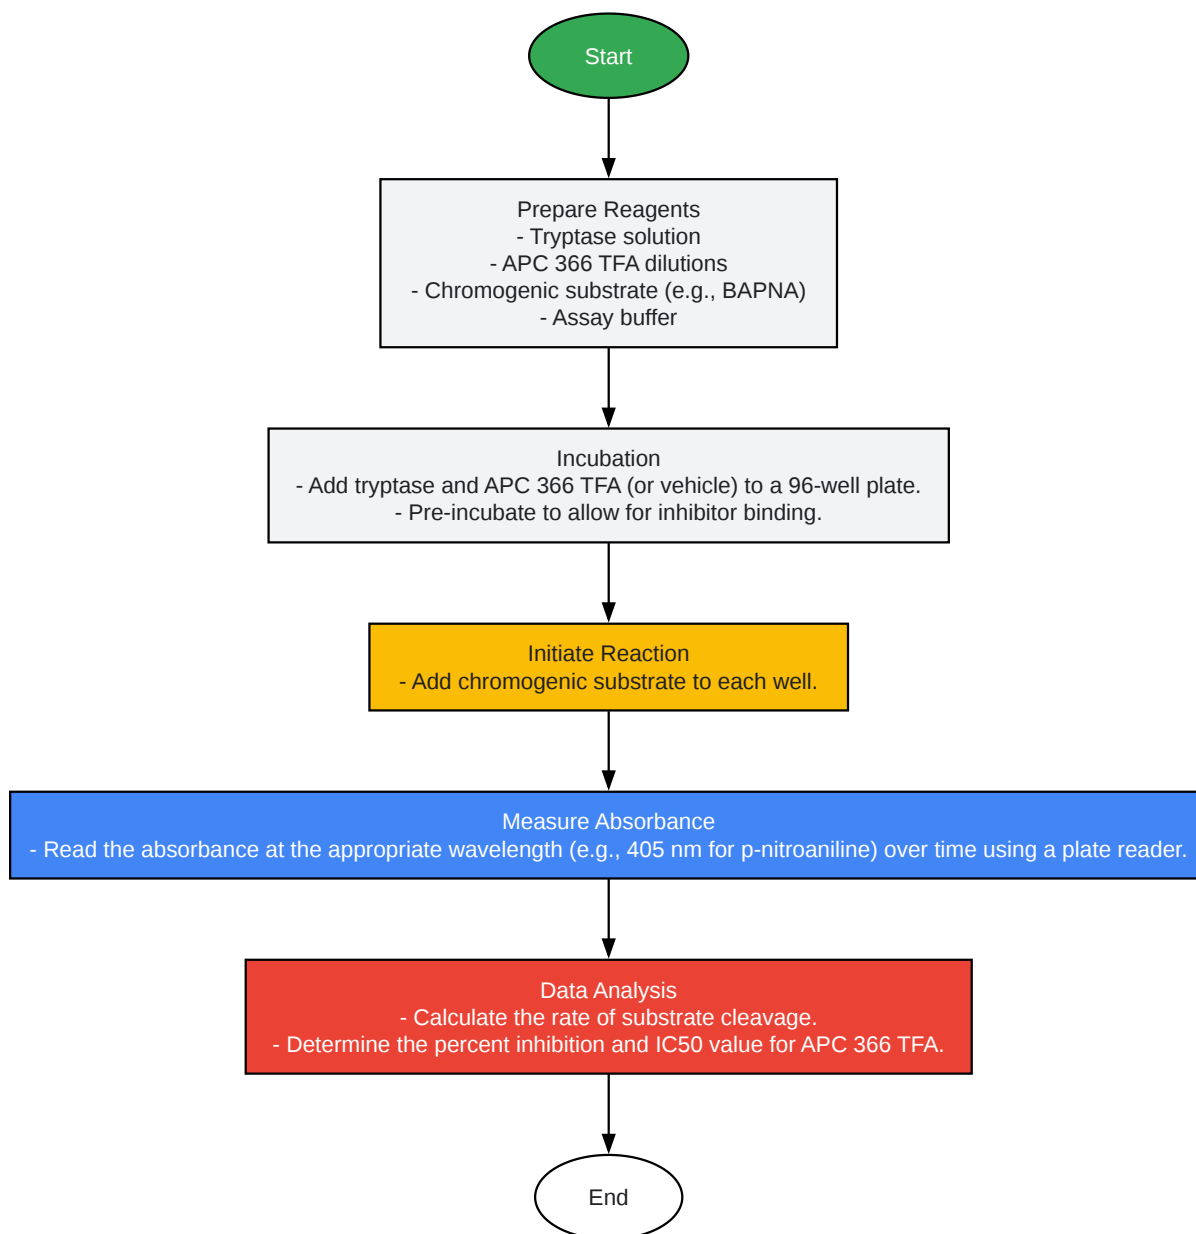 Start
Prepare Reagents
- Tryptase solution
- APC 366 TFA dilutions
- Chromogenic substrate (e.g., BAPNA)
- Assay buffer
Incubation
- Add tryptase and APC 366 TFA (or vehicle) to a 96-well plate.
- Pre-incubate to allow for inhibitor binding.
Initiate Reaction
- Add chromogenic substrate to each well.
Measure Absorbance
- Read the absorbance at the appropriate wavelength (e.g., 405 nm for p-nitroaniline) over time using a plate reader.
Data Analysis
- Calculate the rate of substrate cleavage.
- Determine the percent inhibition and IC50 value for APC 366 TFA.
End